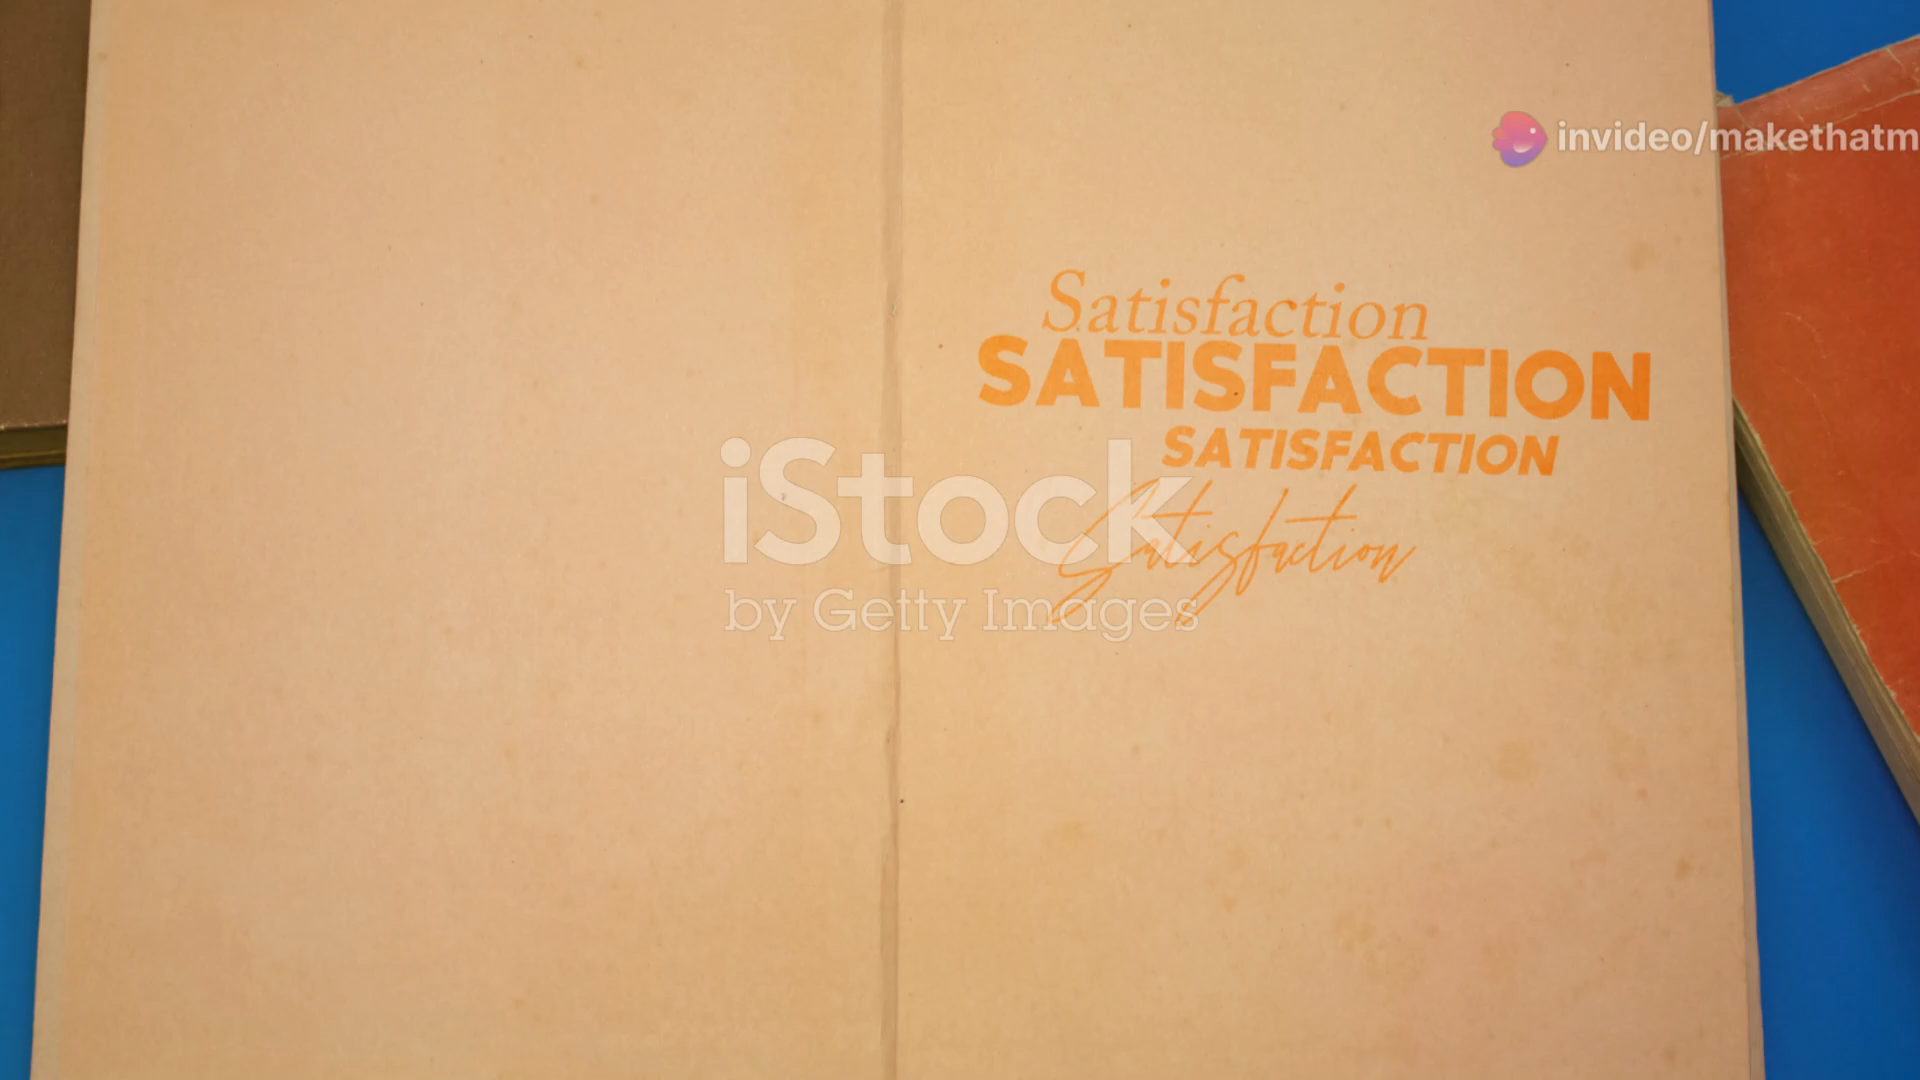 invideo/makethatm
Satisfaction
SATISFACTION
SATISFACTION
Satisfaction
iStock
by Getty Images